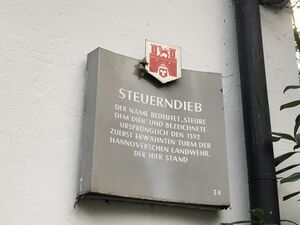 STEUERNDIEB
DER NAME BEDEUTET „STEURE
DEM DIEB" UND BEZEICHNETE
URSPRÜNGLICH DEN 1392
ZUERST ERWÄHNTEN TURM DER
HANNOVERSCHEN LANDWEHR,
DER HIER STAND
34